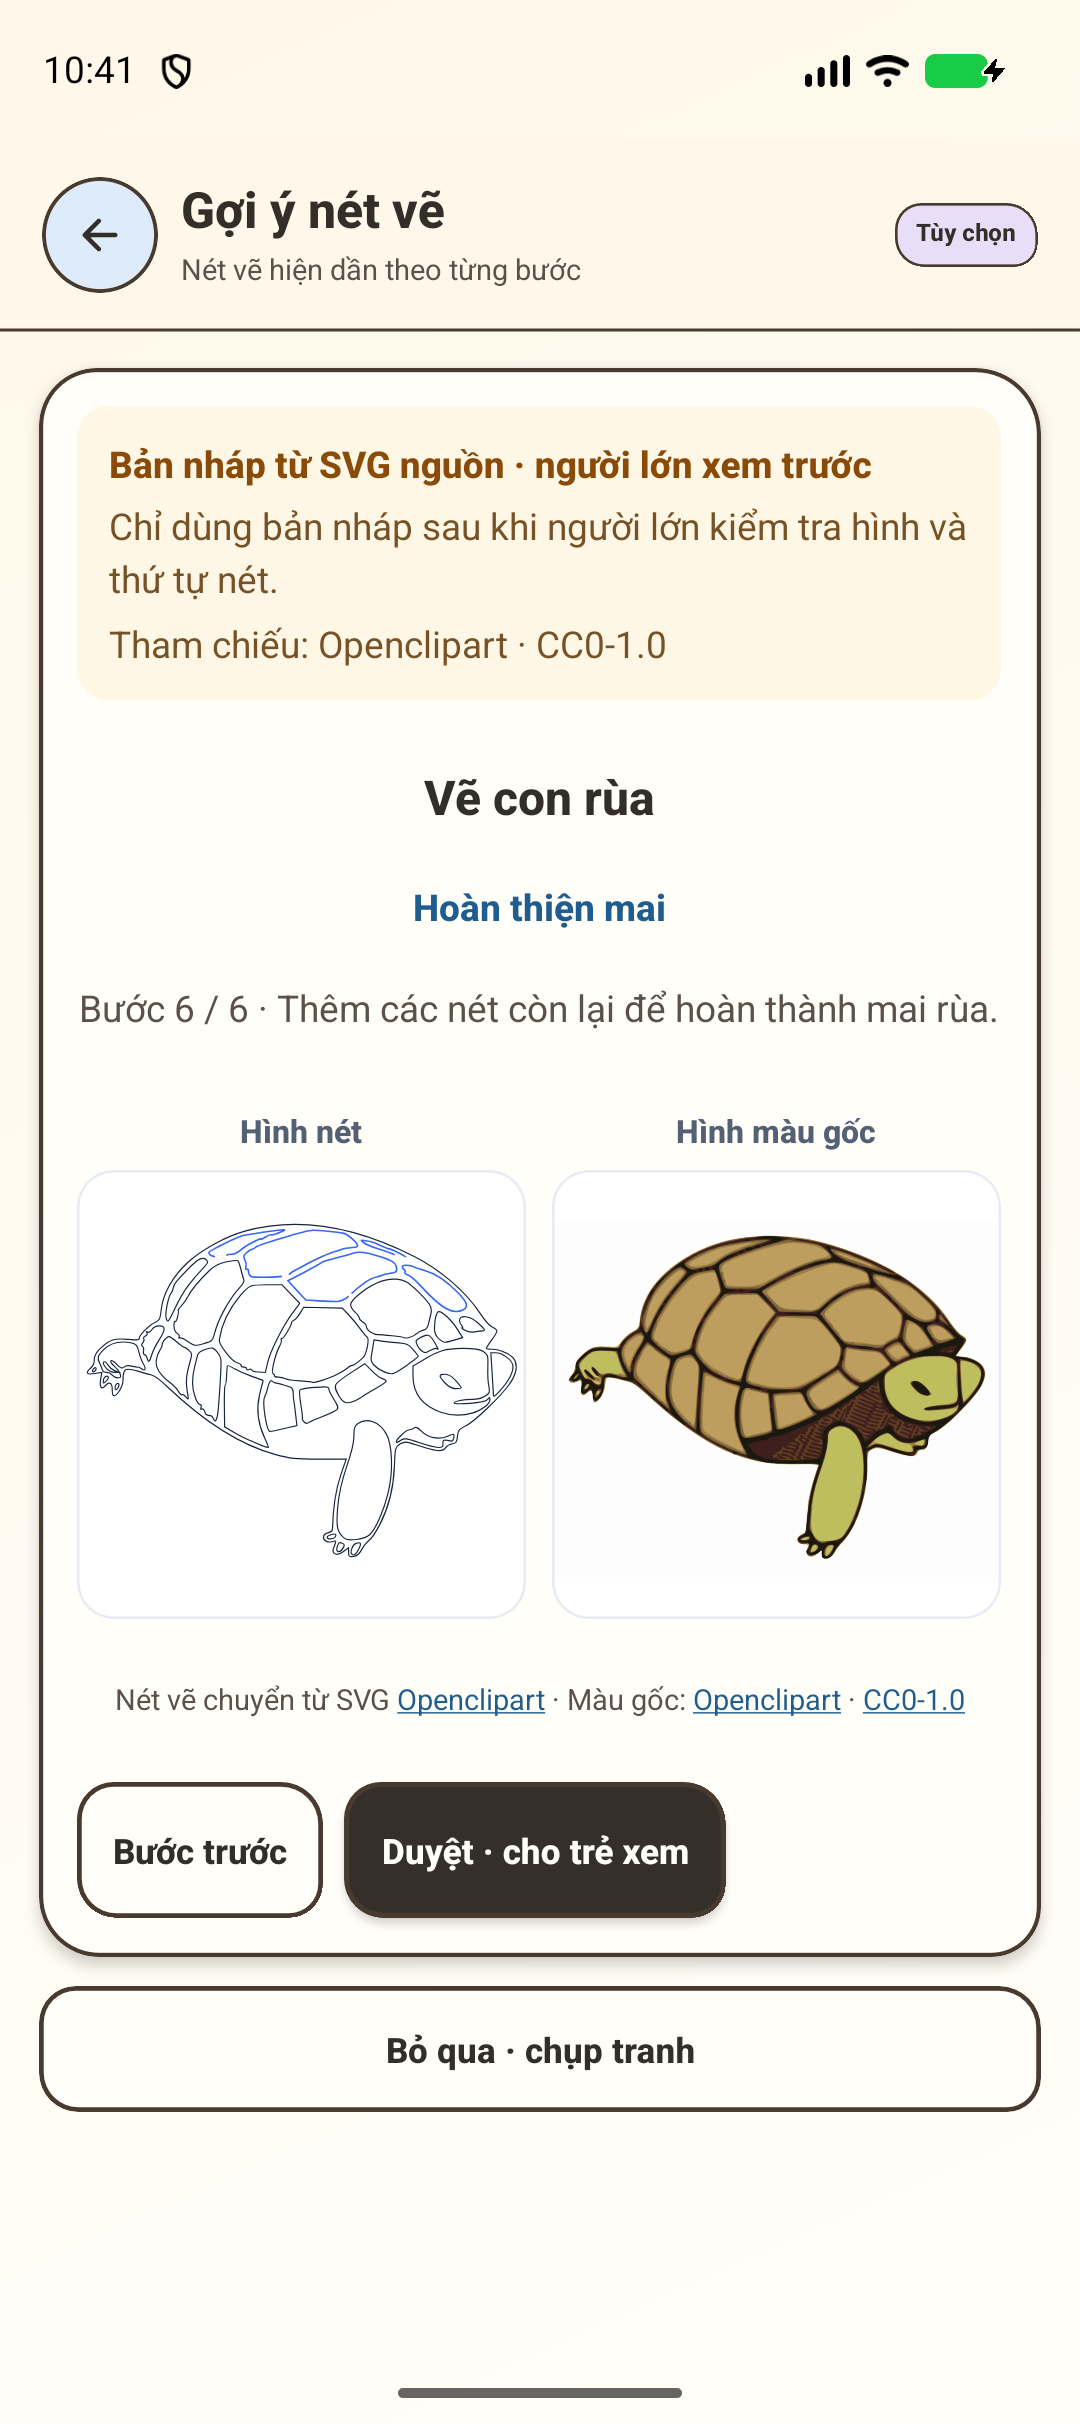 10:41
Gợi ý nét vẽ
Nét vẽ hiện dần theo từng bước
Tùy chọn
Bản nháp từ SVG nguồn · người lớn xem trước
Chỉ dùng bản nháp sau khi người lớn kiểm tra hình và
thứ tự nét.
Tham chiếu: Openclipart · CC0-1.0
Vẽ con rùa
Hoàn thiện mai
Bước 6 / 6 · Thêm các nét còn lại để hoàn thành mai rùa.
Hình nét
Hình màu gốc
Nét vẽ chuyển từ SVG Openclipart · Màu gốc: Openclipart · CC0-1.0
Bước trước
Duyệt · cho trẻ xem
Bỏ qua · chụp tranh